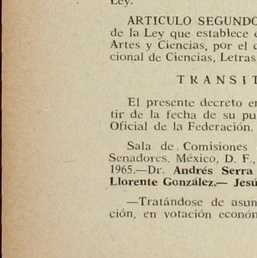 Ley.
ARTICULO SEGUNDO
de la Ley que establece e
Artes y Ciencias, por el c
cional de Ciencias, Letras
TRANSIT
El presente decreto en
tir de la fecha de su pu
Oficial de la Federación.
Sala de Comisiones
Senadores. México, D. F.,
1965.—Dr. Andrés Serra
Llorente González.— Jesú
—Tratándose de asun
ción, en votación económ